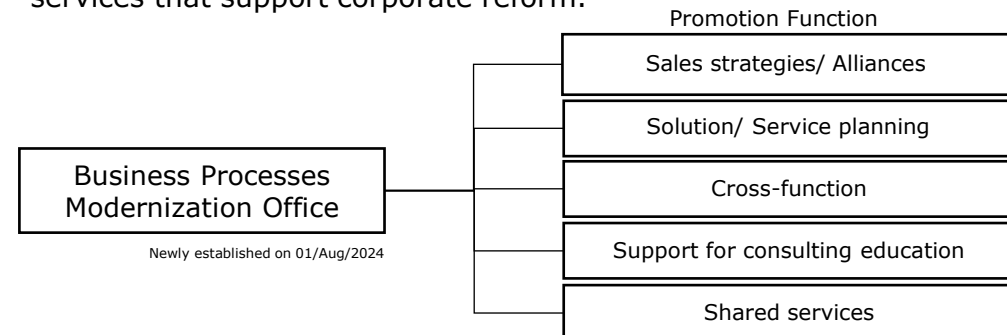 services that support corporate reform.
Promotion Function
Sales strategies/ Alliances
Solution/ Service planning
Business Processes
Modernization Office
Cross-function
Newly established on 01/Aug/2024
Support for consulting education
Shared services